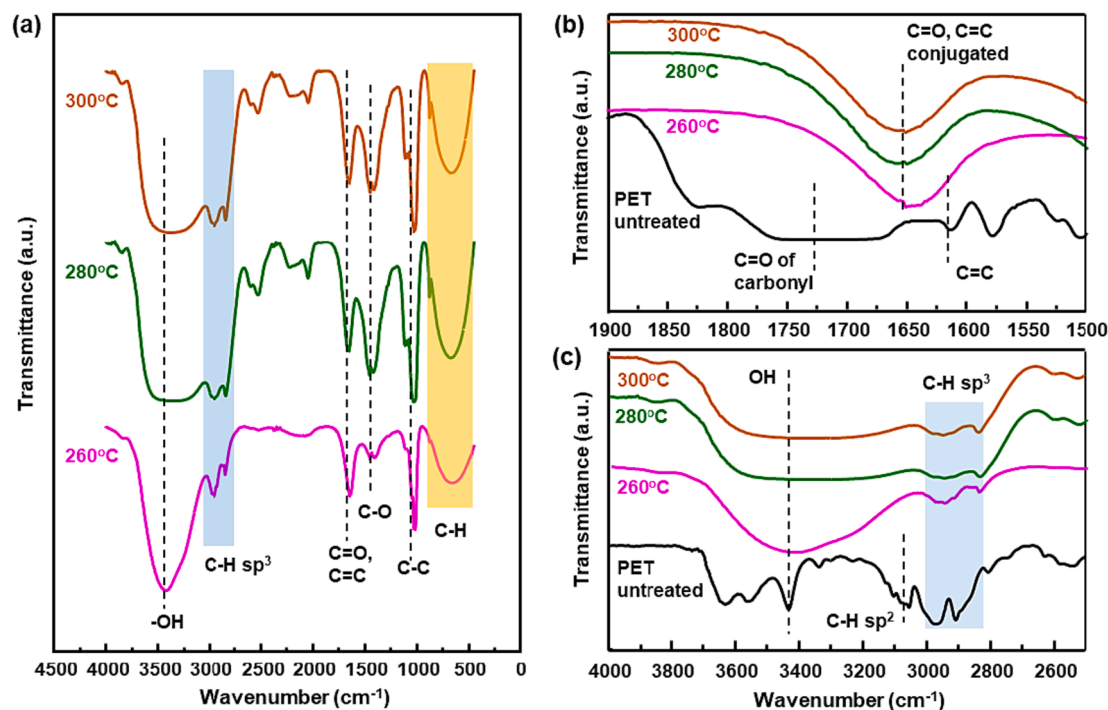 (a)
Transmittance (a.u.)
300°C
280°C
260°C
C-H sp³
-OH
C=O,
C=C
C-O
C-C
C-H
4500 4000 3500 3000 2500 2000 1500 1000 500 0
Wavenumber (cm⁻¹)
(b)
Transmittance (a.u.)
300°C
280°C
260°C
PET
untreated
C=O, C=C
conjugated
C=O of
carbonyl
C=C
1900 1850 1800 1750 1700 1650 1600 1550 1500
(c)
Transmittance (a.u.)
300°C
280°C
260°C
PET
untreated
OH
C-H sp³
C-H sp²
4000 3800 3600 3400 3200 3000 2800 2600
Wavenumber (cm⁻¹)